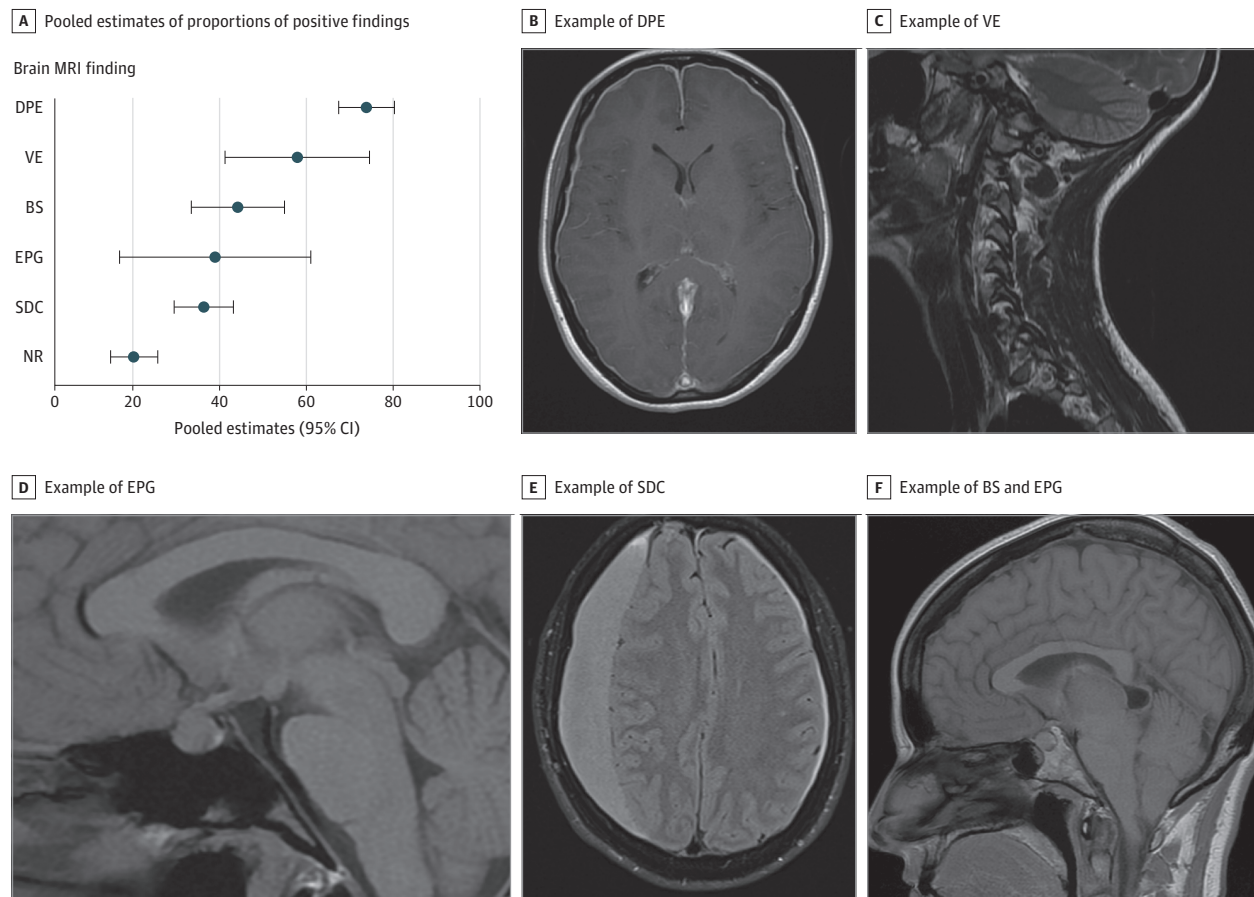 A Pooled estimates of proportions of positive findings
Brain MRI finding
DPE
VE
BS
EPG
SDC
NR
0 20 40 60 80 100
Pooled estimates (95% CI)
B Example of DPE
C Example of VE
D Example of EPG
E Example of SDC
F Example of BS and EPG